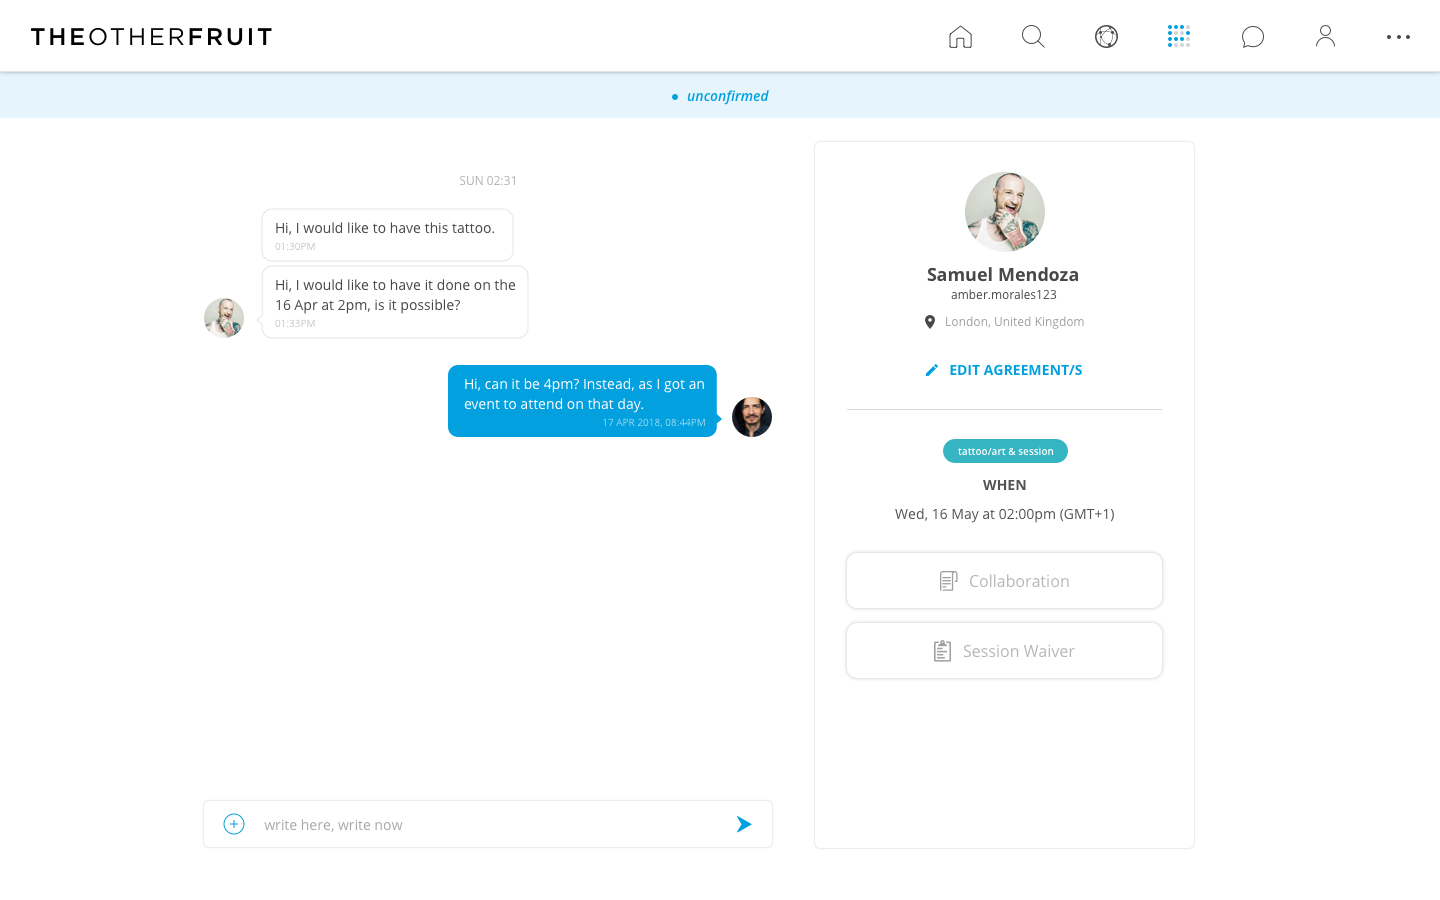 THEOTHERFRUIT
unconfirmed
SUN 02:31
Hi, I would like to have this tattoo.
01:30PM
Hi, I would like to have it done on the
16 Apr at 2pm, is it possible?
01:33PM
Hi, can it be 4pm? Instead, as I got an
event to attend on that day.
17 APR 2018, 08:44PM
write here, write now
Samuel Mendoza
amber.morales123
London, United Kingdom
EDIT AGREEMENT/S
tattoo/art & session
WHEN
Wed, 16 May at 02:00pm (GMT+1)
Collaboration
Session Waiver